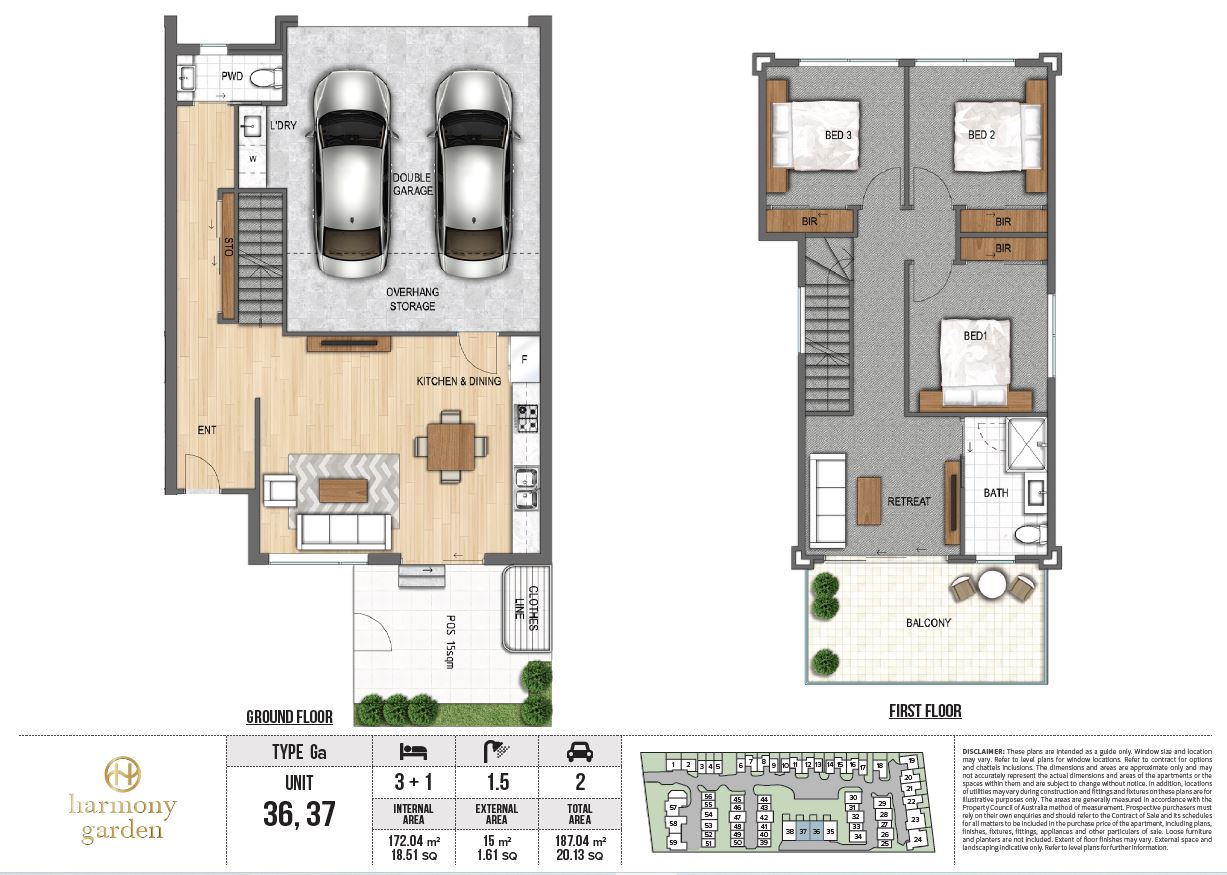 PWD
L'DRY
W
DOUBLE
GARAGE
STO
OVERHANG
STORAGE
F
KITCHEN & DINING
ENT
CLOTHES
LINE
POS 15sqm
GROUND FLOOR
BED 3
BED 2
BIR
BIR
BIR
BED1
RETREAT
BATH
BALCONY
FIRST FLOOR
harmony
garden
TYPE Ga
UNIT
36, 37
3 + 1
1.5
2
INTERNAL
AREA
EXTERNAL
AREA
TOTAL
AREA
172.04 m²
18.51 SQ
15 m²
1.61 SQ
187.04 m²
20.13 SQ
1 2 3 4 5 6 7 8 9 10 11 12 13 14 15 16 17 18 19
20
21
22
23
24
25
26
27
28
29
30
31
32
33
34
35
36
37
38
39
40
41
42
43
44
45
46
47
48
49
50
51
52
53
54
55
56
57
58
59
DISCLAIMER: These plans are intended as a guide only. Window size and location
may vary. Refer to level plans for window locations. Refer to contract for options
and chattels inclusions. The dimensions and areas are approximate only and may
not accurately represent the actual dimensions and areas of the apartments or the
spaces within them and are subject to change without notice. In addition, locations
of utilities may vary during construction and fittings and fixtures on these plans are for
illustrative purposes only. The areas are generally measured in accordance with the
Property Council of Australia method of measurement. Prospective purchasers must
rely on their own enquiries and should refer to the Contract of Sale and its schedules
for all matters to be included in the purchase price of the apartment, including plans,
finishes, fixtures, fittings, appliances and other particulars of sale. Loose furniture
and planters are not included. Extent of floor finishes may vary. External space and
landscaping indicative only. Refer to level plans for further information.